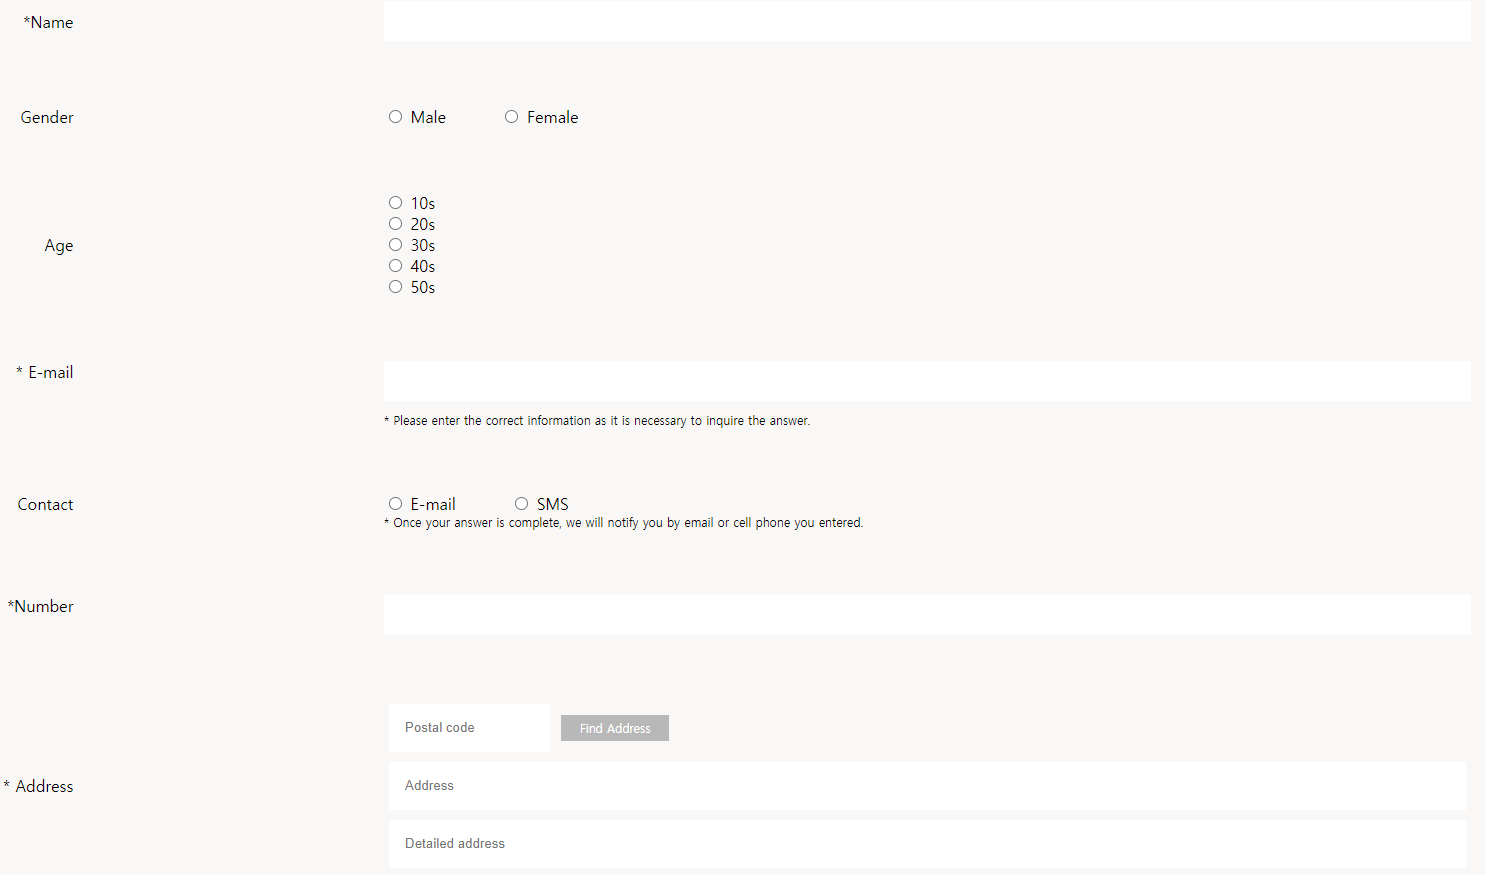 *Name
Gender
Male Female
10s
20s
Age 30s
40s
50s
* E-mail
* Please enter the correct information as it is necessary to inquire the answer.
Contact E-mail SMS
* Once your answer is complete, we will notify you by email or cell phone you entered.
*Number
Postal code Find Address
* Address Address
Detailed address